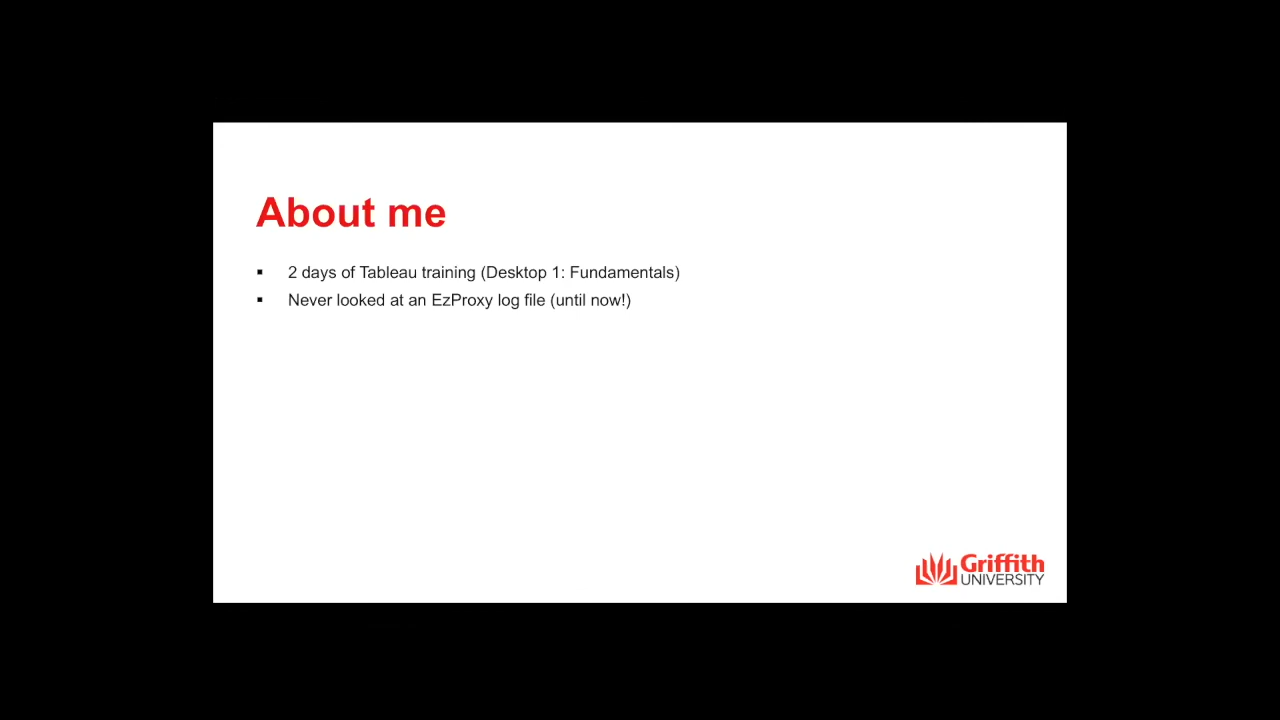 About me
▪ 2 days of Tableau training (Desktop 1: Fundamentals)
▪ Never looked at an EzProxy log file (until now!)
Griffith
UNIVERSITY